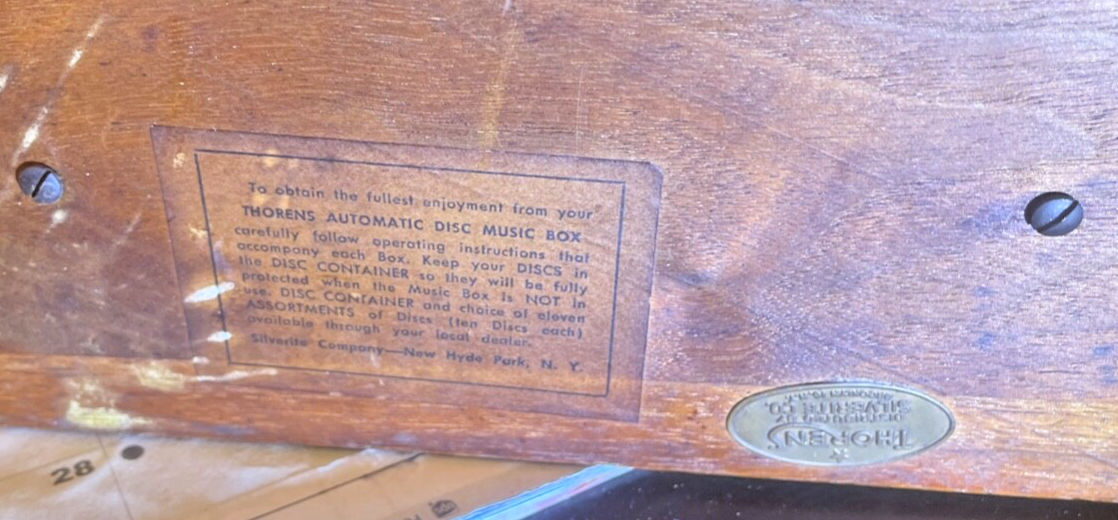 To obtain the fullest enjoyment from your
THORENS AUTOMATIC DISC MUSIC BOX
carefully follow operating instructions that
accompany each Box. Keep your DISCS in
the DISC CONTAINER so they will be fully
protected when the Music Box is NOT in
use. DISC CONTAINER and choice of eleven
ASSORTMENTS of Discs (ten Discs each)
available through your local dealer.
Silverite Company—New Hyde Park, N. Y.
THORENS
DISTRIBUTED BY
SILVERITE CO.
28